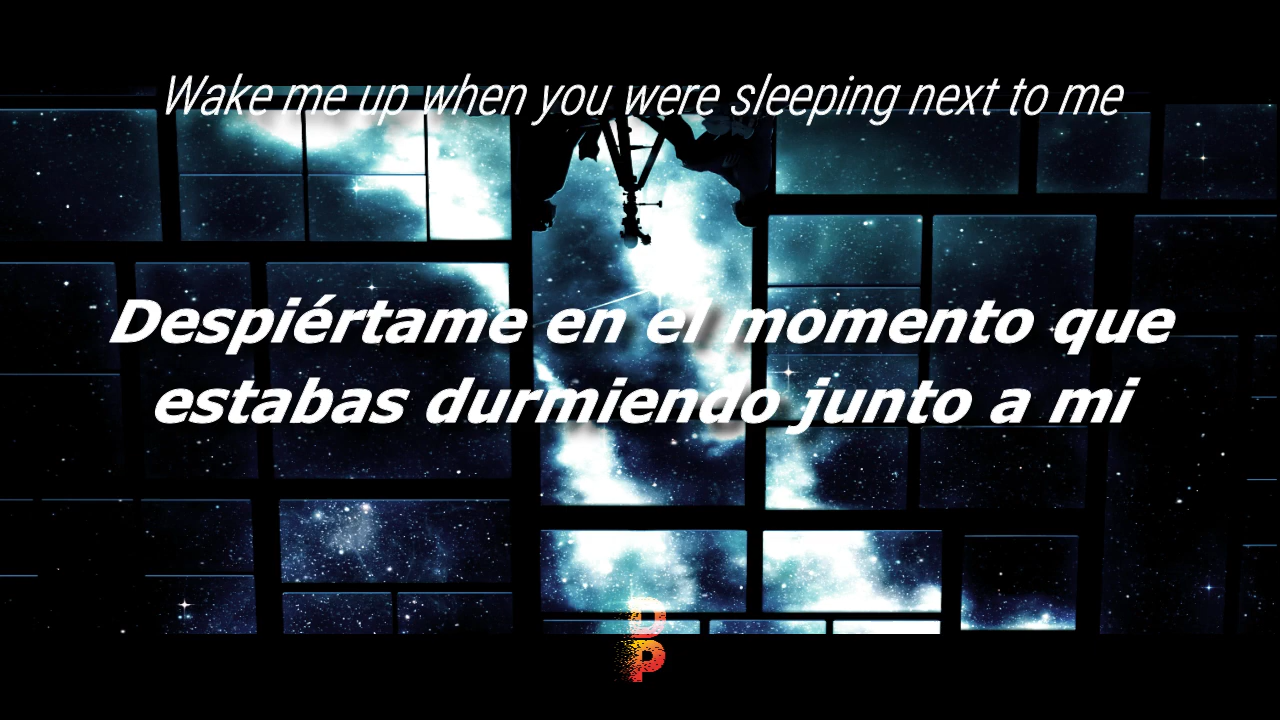 Wake me up when you were sleeping next to me
Despiértame en el momento que
estabas durmiendo junto a mi
D
P